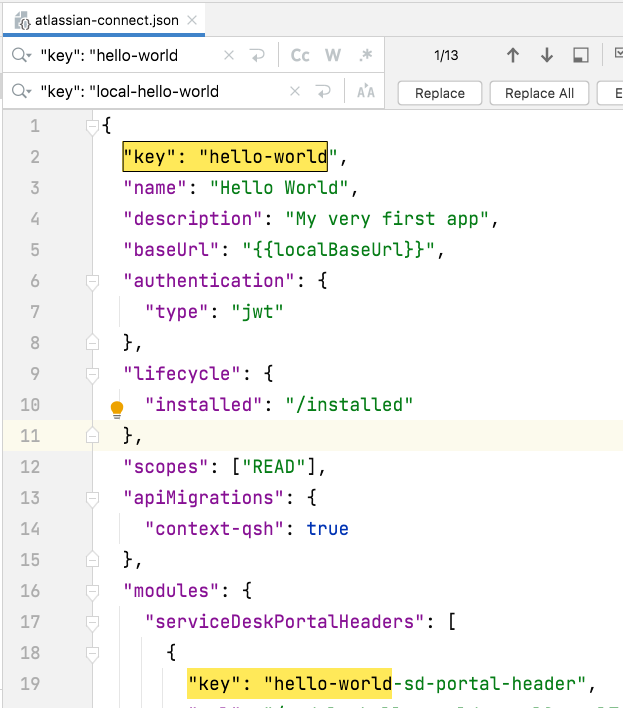 atlassian-connect.json
"key": "hello-world
Cc W .*
1/13
"key": "local-hello-world
Replace
Replace All
E
1 {
2 "key": "hello-world",
3 "name": "Hello World",
4 "description": "My very first app",
5 "baseUrl": "{{localBaseUrl}}",
6 "authentication": {
7 "type": "jwt"
8 },
9 "lifecycle": {
10 "installed": "/installed"
11 },
12 "scopes": ["READ"],
13 "apiMigrations": {
14 "context-qsh": true
15 },
16 "modules": {
17 "serviceDeskPortalHeaders": [
18 {
19 "key": "hello-world-sd-portal-header",